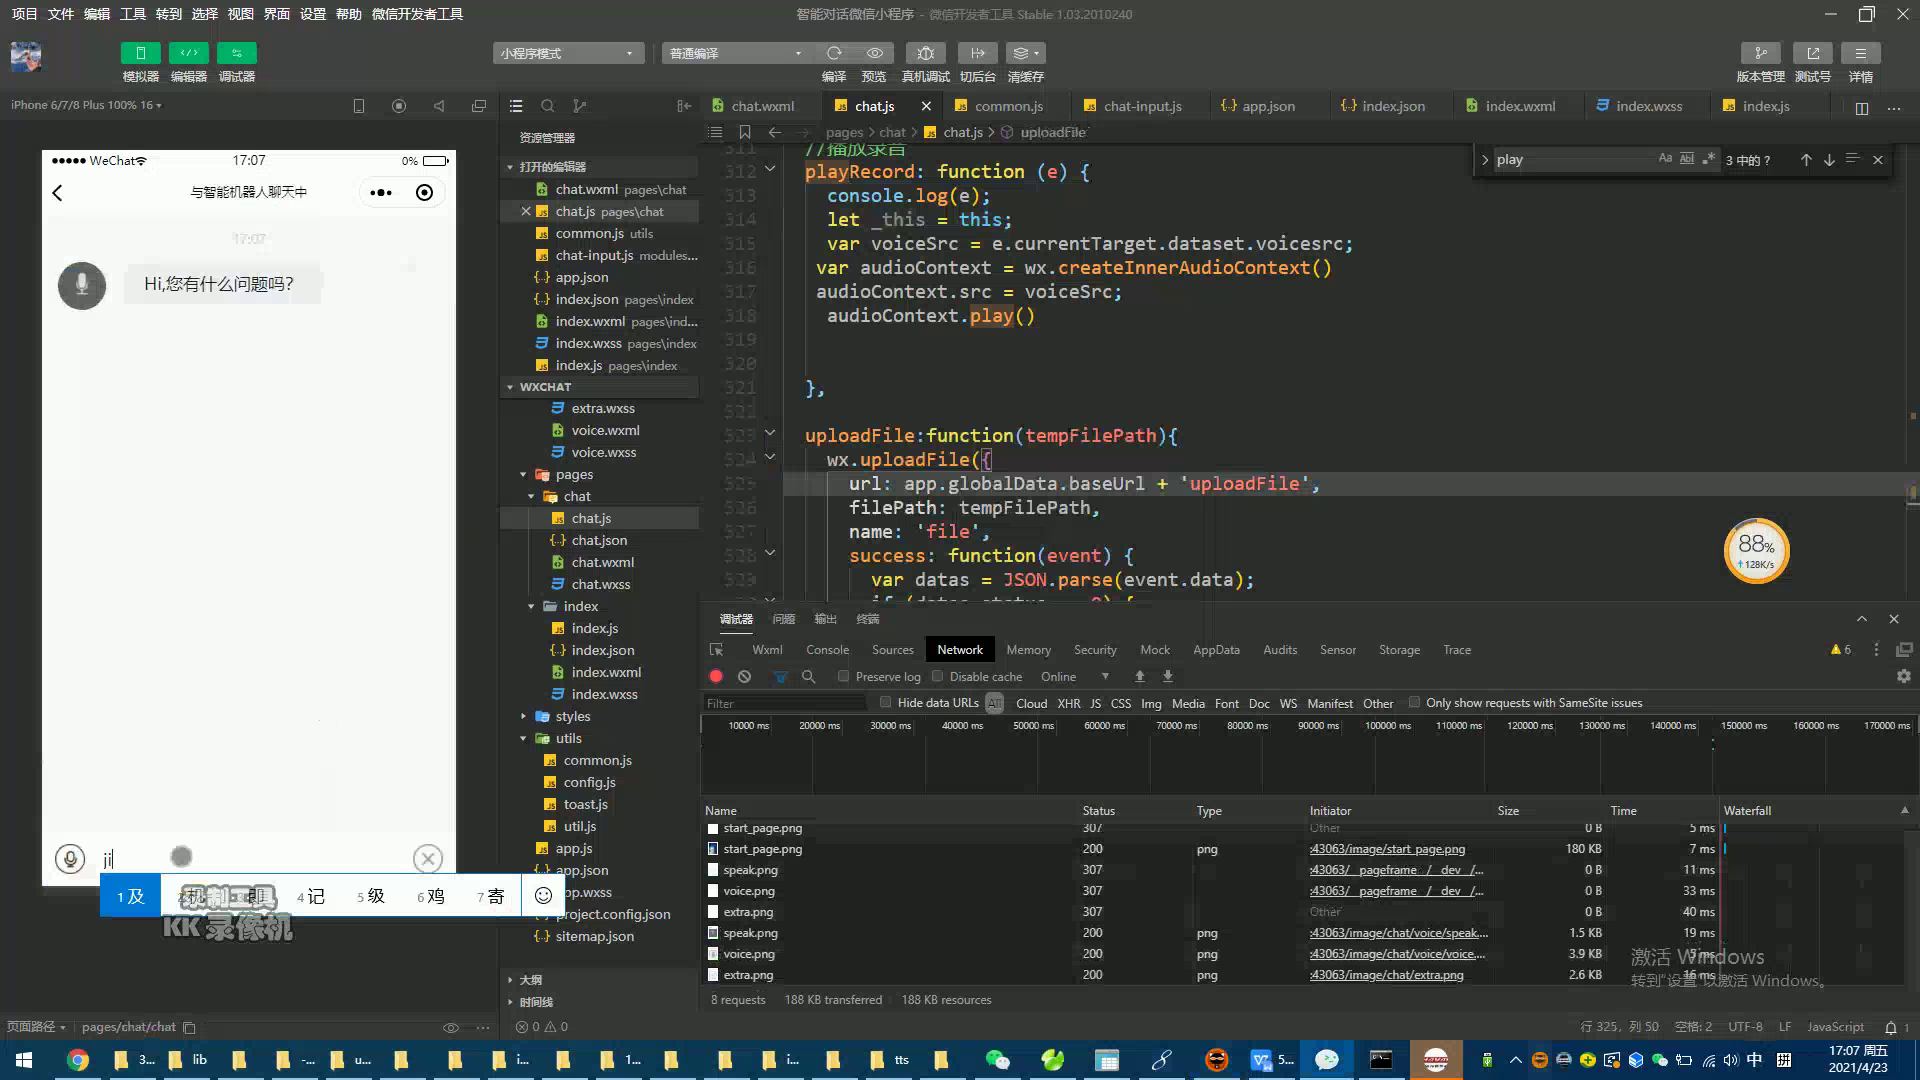 项目 文件 编辑 工具 转到 选择 视图 界面 设置 帮助 微信开发者工具
智能对话微信小程序 - 微信开发者工具 Stable 1.03.2010240
小程序模式
普通编译
模拟器 编辑器 调试器
编译 预览 真机调试 切后台 清缓存
版本管理 测试号 详情
iPhone 6/7/8 Plus 100% 16
chat.wxml
chat.js
common.js
chat-input.js
app.json
index.json
index.wxml
index.wxss
index.js
资源管理器
pages > chat > chat.js > uploadFile
play
Aa Abl
3 中的 ?
打开的编辑器
chat.wxml pages\chat
chat.js pages\chat
common.js utils
chat-input.js modules...
app.json
index.json pages\index
index.wxml pages\ind...
index.wxss pages\index
index.js pages\index
WXCHAT
extra.wxss
voice.wxml
voice.wxss
pages
chat
chat.js
chat.json
chat.wxml
chat.wxss
index
index.js
index.json
index.wxml
index.wxss
styles
utils
common.js
config.js
toast.js
util.js
app.js
app.json
pp.wxss
project.config.json
sitemap.json
大纲
时间线
WeChat
17:07
0%
与智能机器人聊天中
17:07
Hi,您有什么问题吗?
ji
1 及 4 记 5 级 6 鸡 7 寄
录制工具
KK 录像机
311 //播放录音
312 playRecord: function (e) {
313 console.log(e);
314 let _this = this;
315 var voiceSrc = e.currentTarget.dataset.voicesrc;
316 var audioContext = wx.createInnerAudioContext()
317 audioContext.src = voiceSrc;
318 audioContext.play()
319
320
321 },
322
323 uploadFile:function(tempFilePath){
324 wx.uploadFile({
325 url: app.globalData.baseUrl + 'uploadFile',
326 filePath: tempFilePath,
327 name: 'file',
328 success: function(event) {
329 var datas = JSON.parse(event.data);
88%
↑ 128K/s
调试器 问题 输出 终端
Wxml Console Sources Network Memory Security Mock AppData Audits Sensor Storage Trace
6
Preserve log Disable cache Online
Filter
Hide data URLs All Cloud XHR JS CSS Img Media Font Doc WS Manifest Other Only show requests with SameSite issues
10000 ms 20000 ms 30000 ms 40000 ms 50000 ms 60000 ms 70000 ms 80000 ms 90000 ms 100000 ms 110000 ms 120000 ms 130000 ms 140000 ms 150000 ms 160000 ms 170000 ms
Name Status Type Initiator Size Time Waterfall
start_page.png 307 Other 0 B 5 ms
start_page.png 200 png :43063/image/start_page.png 180 KB 7 ms
speak.png 307 :43063/__pageframe__/__dev__/... 0 B 11 ms
voice.png 307 :43063/__pageframe__/__dev__/... 0 B 33 ms
extra.png 307 Other 0 B 40 ms
speak.png 200 png :43063/image/chat/voice/speak... 1.5 KB 19 ms
voice.png 200 png :43063/image/chat/voice/voice.... 3.9 KB 5 ms
extra.png 200 png :43063/image/chat/extra.png 2.6 KB 16 ms
激活 Windows
转到"设置"以激活 Windows。
8 requests 188 KB transferred 188 KB resources
页面路径 pages/chat/chat
0 0
行 325，列 50 空格: 2 UTF-8 LF JavaScript 1
3... lib -... u... i... 1... i... tts 5...
中
17:07 周五
2021/4/23